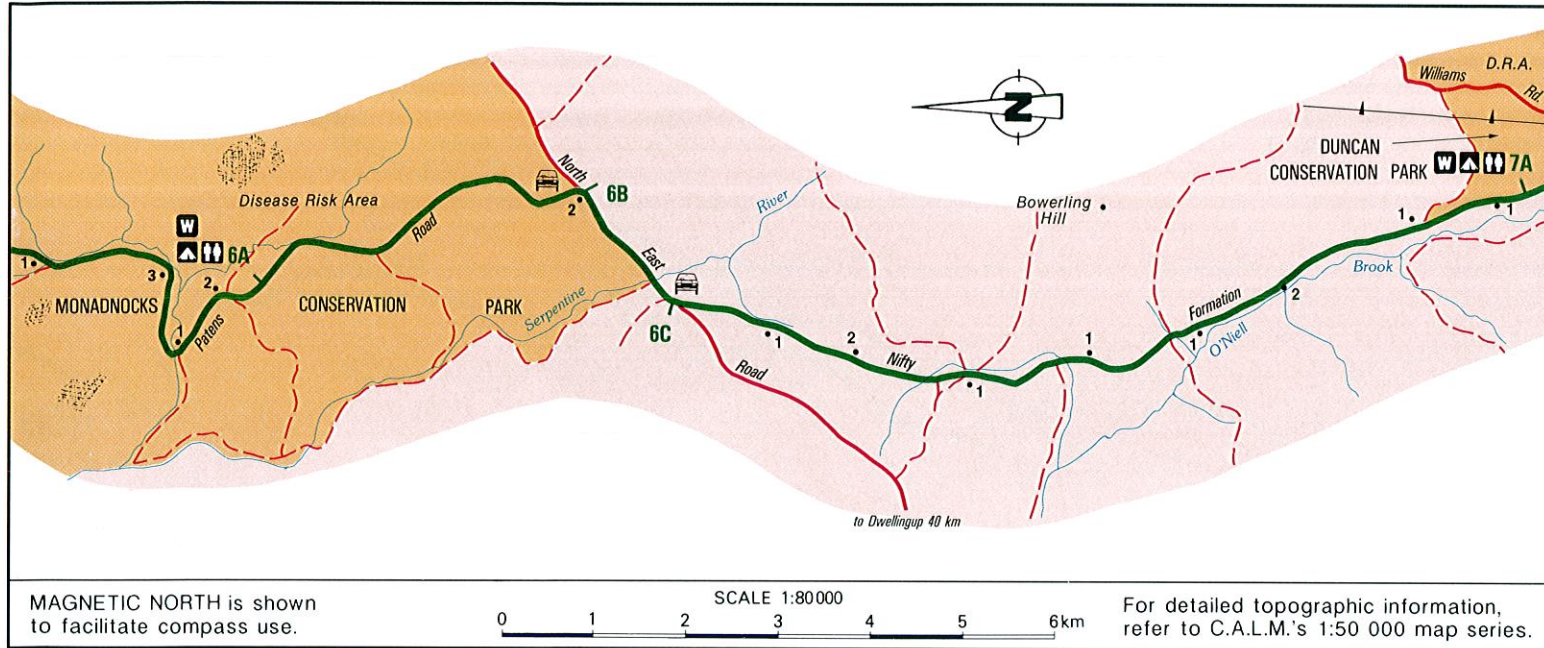 Williams
Rd.
D.R.A.
DUNCAN
CONSERVATION PARK
W
7A
N
North
6B
2
River
Bowerling
Hill
Disease Risk Area
W
6A
Road
East
1
3
2
1
MONADNOCKS
CONSERVATION
PARK
Patens
Serpentine
6C
Road
1
2
Nifty
1
1
Formation
1
O'Niell
2
Brook
1
1
to Dwellingup 40 km
MAGNETIC NORTH is shown
to facilitate compass use.
SCALE 1:80000
0 1 2 3 4 5 6km
For detailed topographic information,
refer to C.A.L.M.'s 1:50 000 map series.